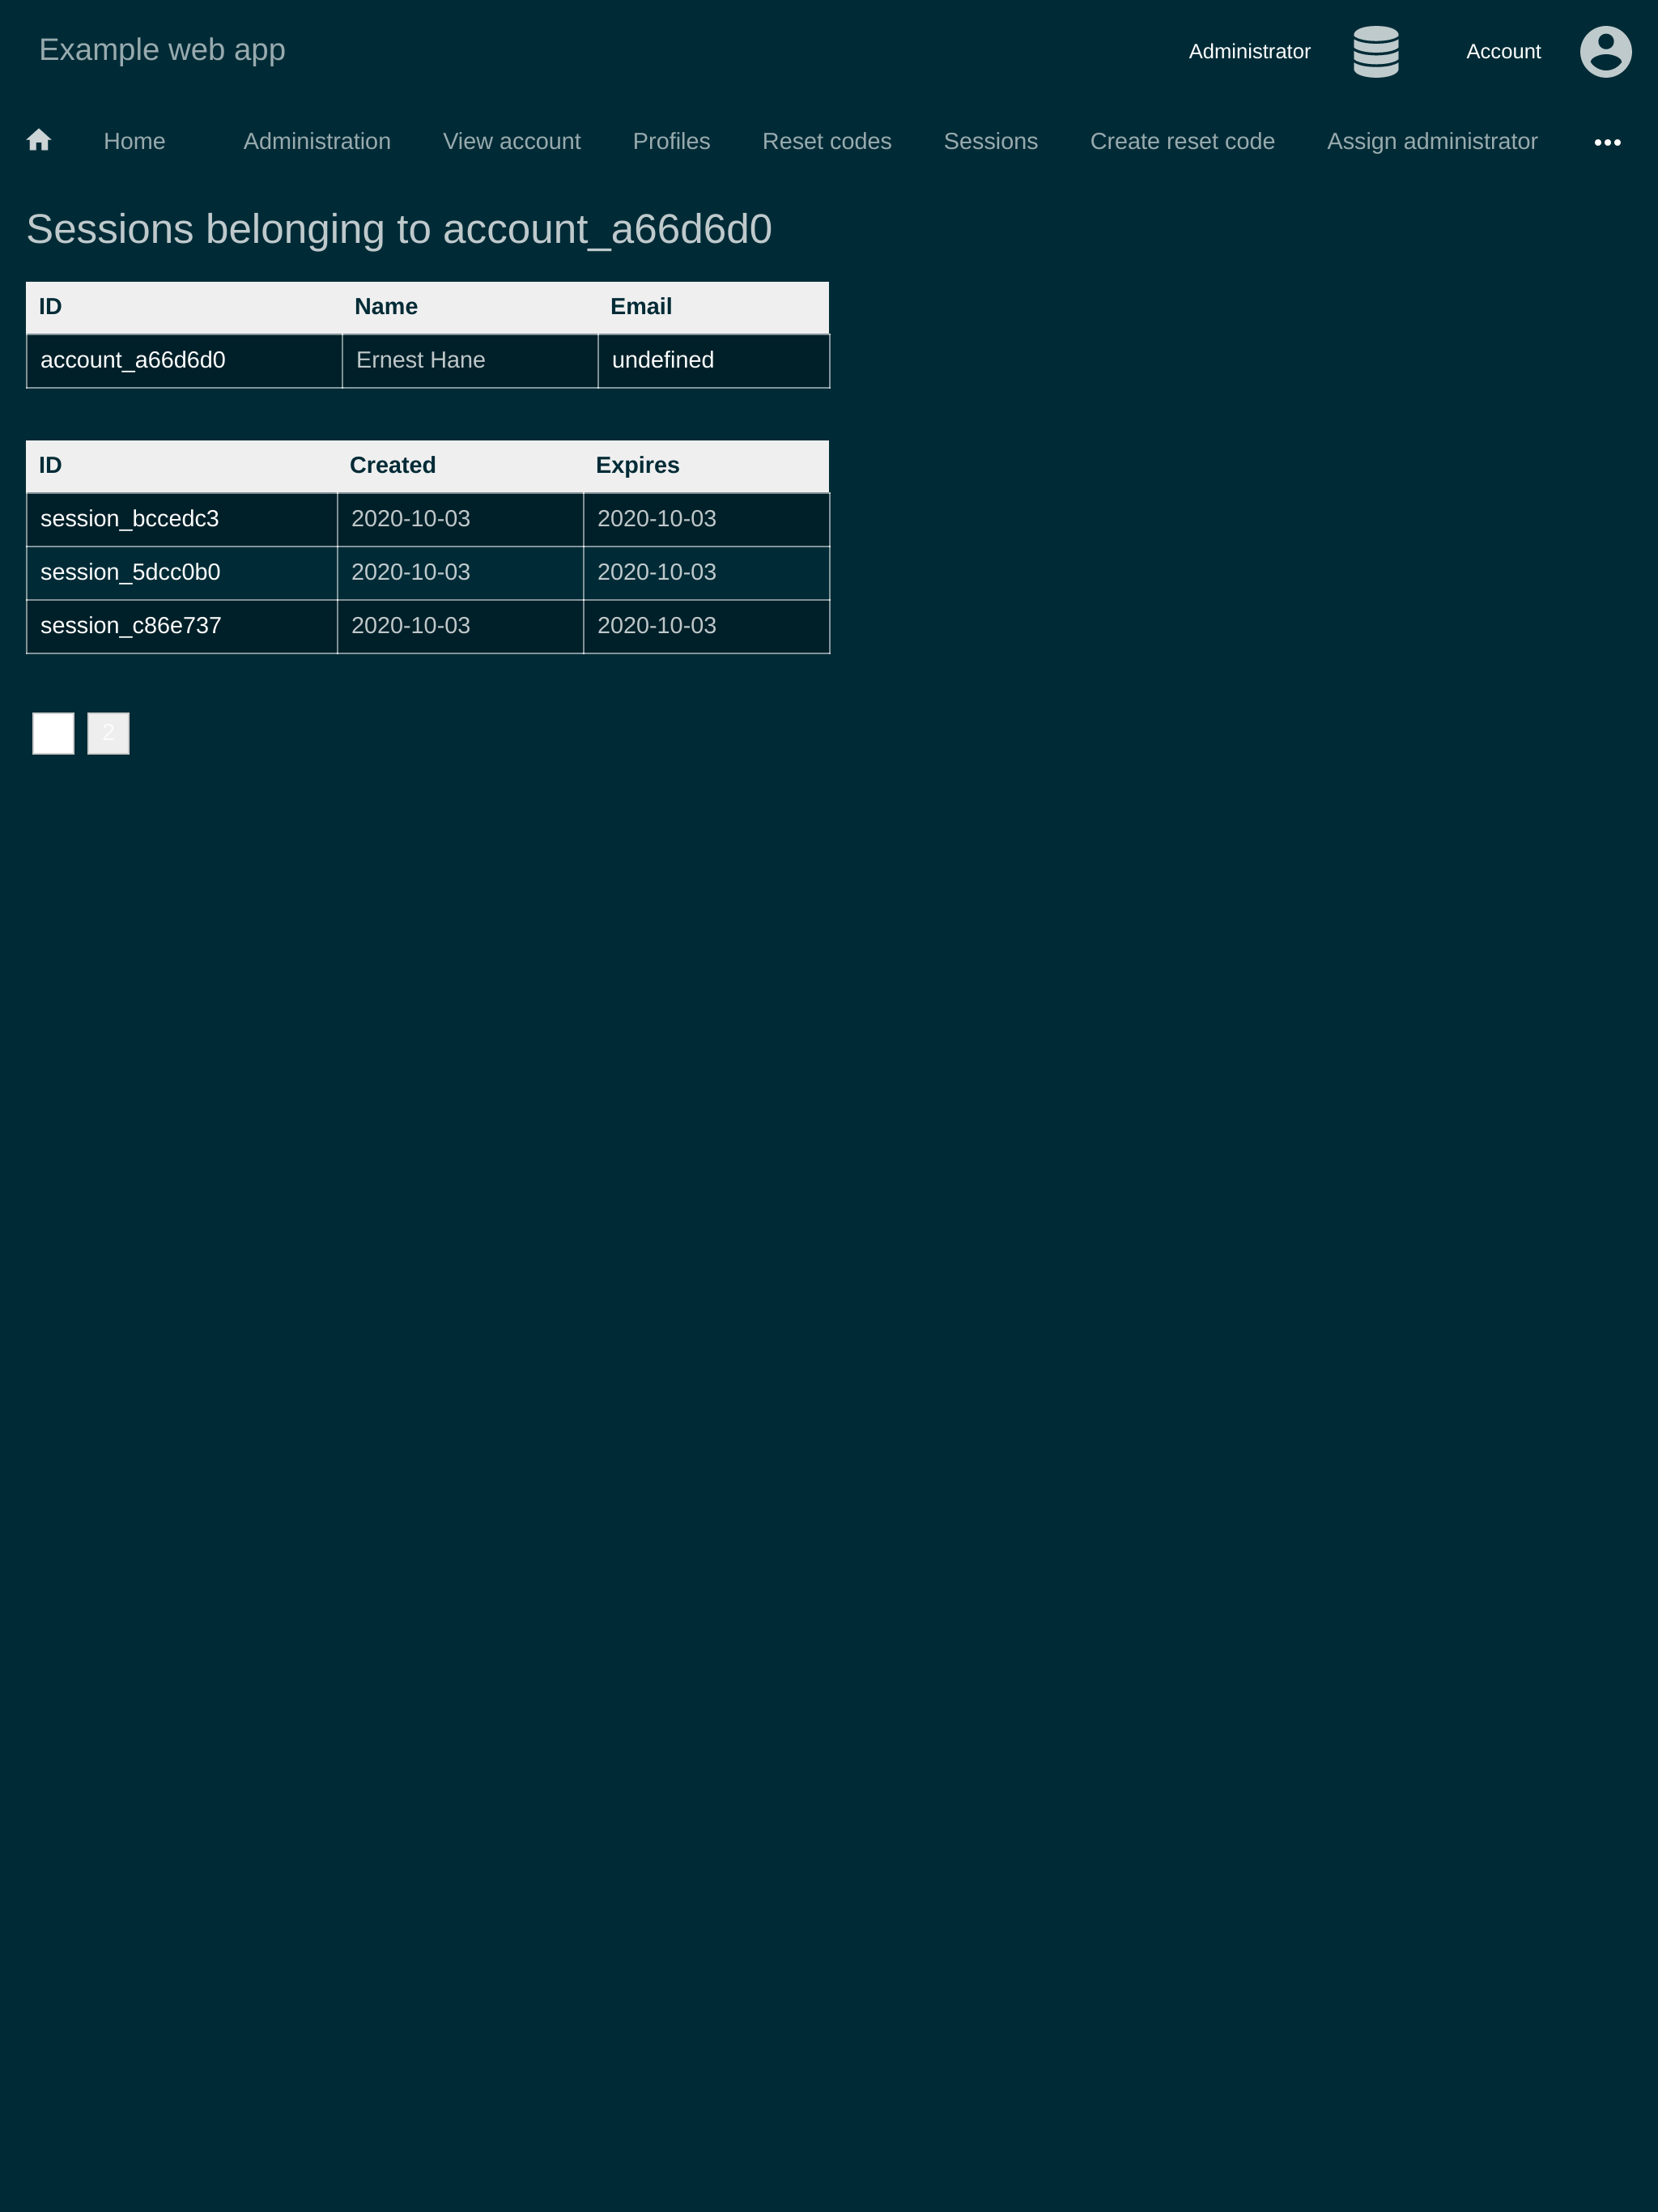 Example web app
Administrator
Account
Home Administration View account Profiles Reset codes Sessions Create reset code Assign administrator
Sessions belonging to account_a66d6d0
ID Name Email
account_a66d6d0 Ernest Hane undefined
ID Created Expires
session_bccedc3 2020-10-03 2020-10-03
session_5dcc0b0 2020-10-03 2020-10-03
session_c86e737 2020-10-03 2020-10-03
2